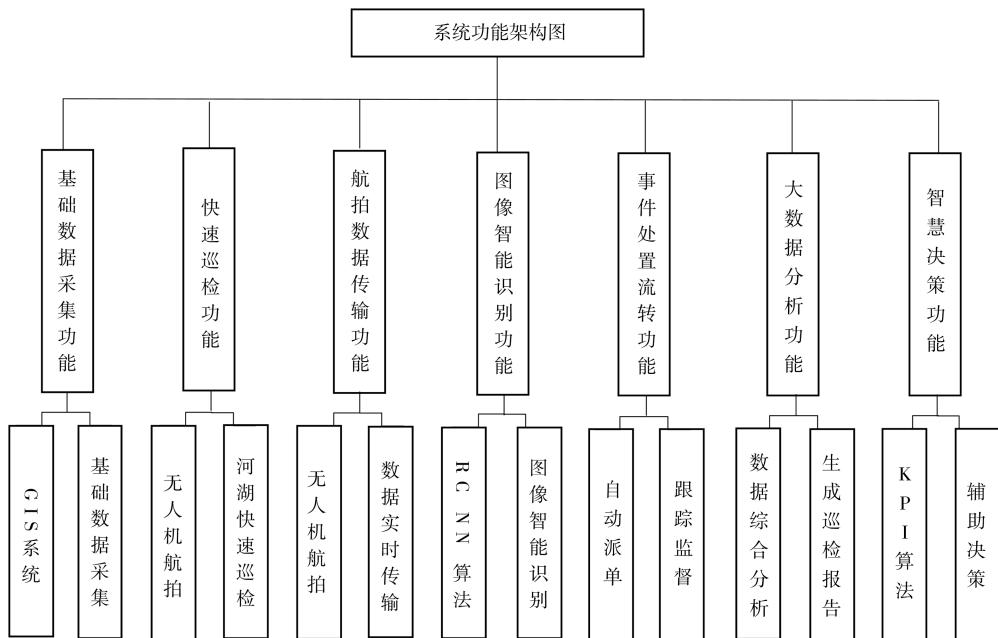 系统功能架构图
基础数据采集功能
快速巡检功能
航拍数据传输功能
图像智能识别功能
事件处置流转功能
大数据分析功能
智慧决策功能
GIS系统
基础数据采集
无人机航拍
河湖快速巡检
无人机航拍
数据实时传输
RC NN 算法
图像智能识别
自动派单
跟踪监督
数据综合分析
生成巡检报告
KPI算法
辅助决策